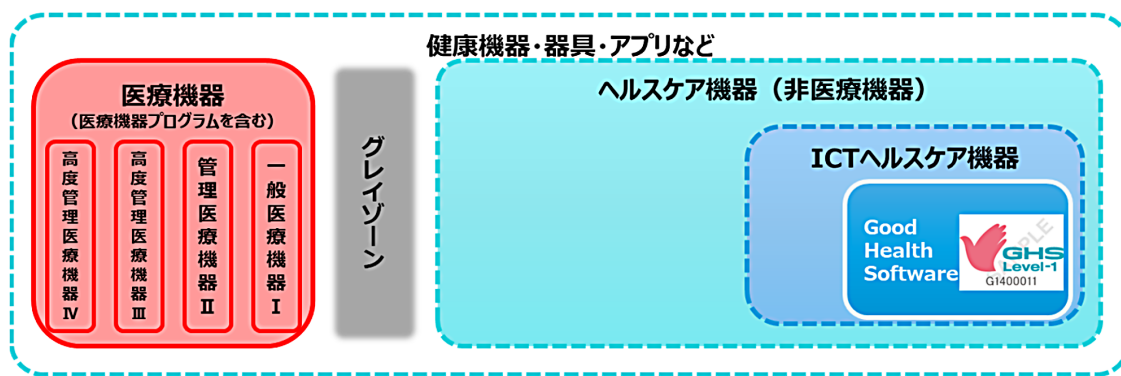 健康機器・器具・アプリなど
医療機器
(医療機器プログラムを含む)
高度管理医療機器Ⅳ
高度管理医療機器Ⅲ
管理医療機器Ⅱ
一般医療機器Ⅰ
グレイゾーン
ヘルスケア機器（非医療機器）
ICTヘルスケア機器
Good
Health
Software
SAMPLE
GHS
Level-1
G1400011